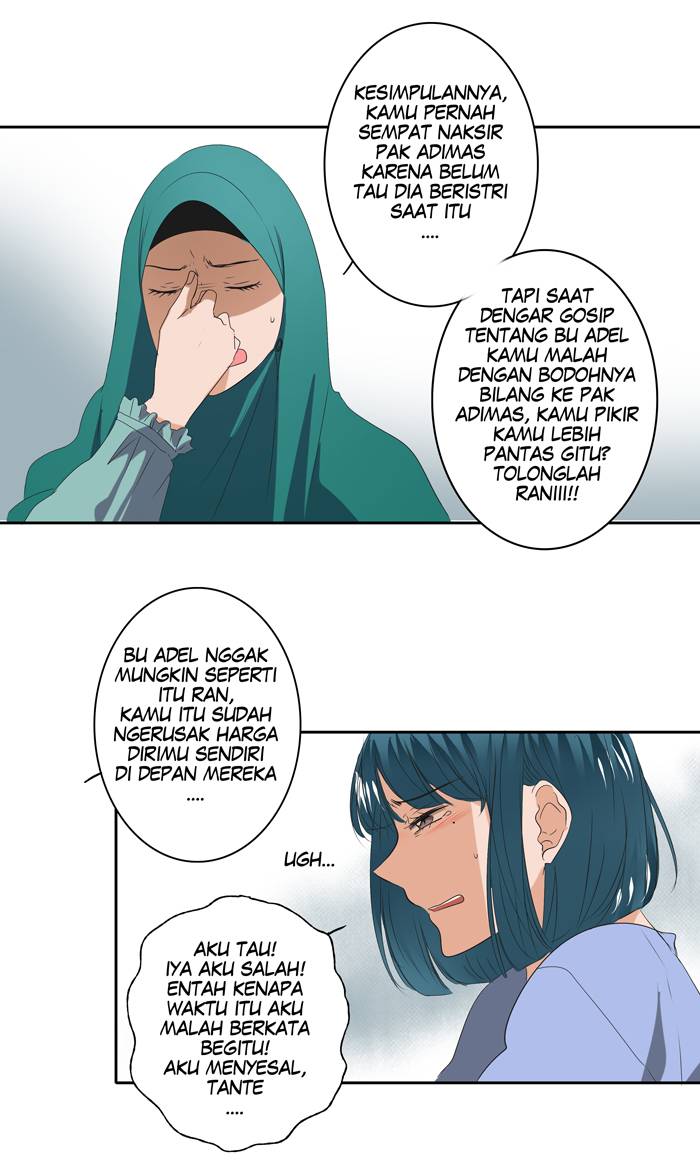 KESIMPULANNYA,
KAMU PERNAH
SEMPAT NAKSIR
PAK ADIMAS
KARENA BELUM
TAU DIA BERISTRI
SAAT ITU
....
TAPI SAAT
DENGAR GOSIP
TENTANG BU ADEL
KAMU MALAH
DENGAN BODOHNYA
BILANG KE PAK
ADIMAS, KAMU PIKIR
KAMU LEBIH
PANTAS GITU?
TOLONGLAH
RANIII!!
BU ADEL NGGAK
MUNGKIN SEPERTI
ITU RAN,
KAMU ITU SUDAH
NGERUSAK HARGA
DIRIMU SENDIRI
DI DEPAN MEREKA
....
UGH...
AKU TAU!
IYA AKU SALAH!
ENTAH KENAPA
WAKTU ITU AKU
MALAH BERKATA
BEGITU!
AKU MENYESAL,
TANTE
....